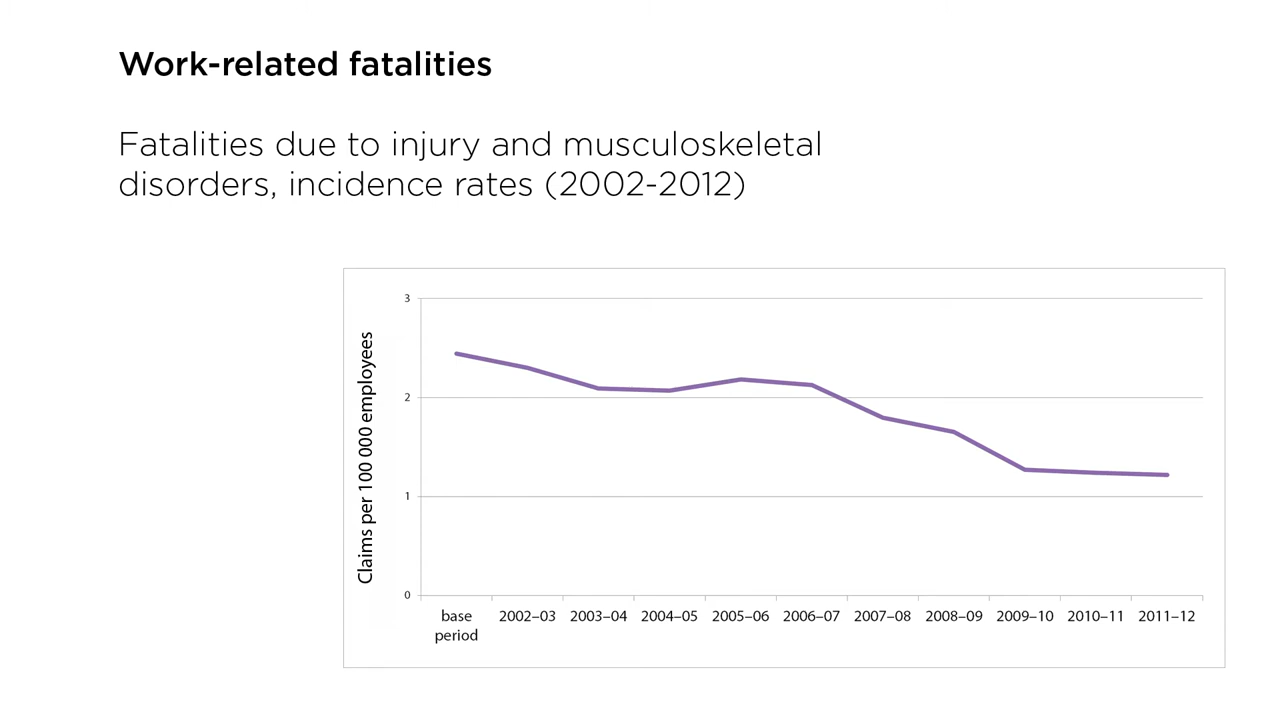 Work-related fatalities
Fatalities due to injury and musculoskeletal
disorders, incidence rates (2002-2012)
Claims per 100 000 employees
3
2
1
0
base
period
2002–03
2003–04
2004–05
2005–06
2006–07
2007–08
2008–09
2009–10
2010–11
2011–12